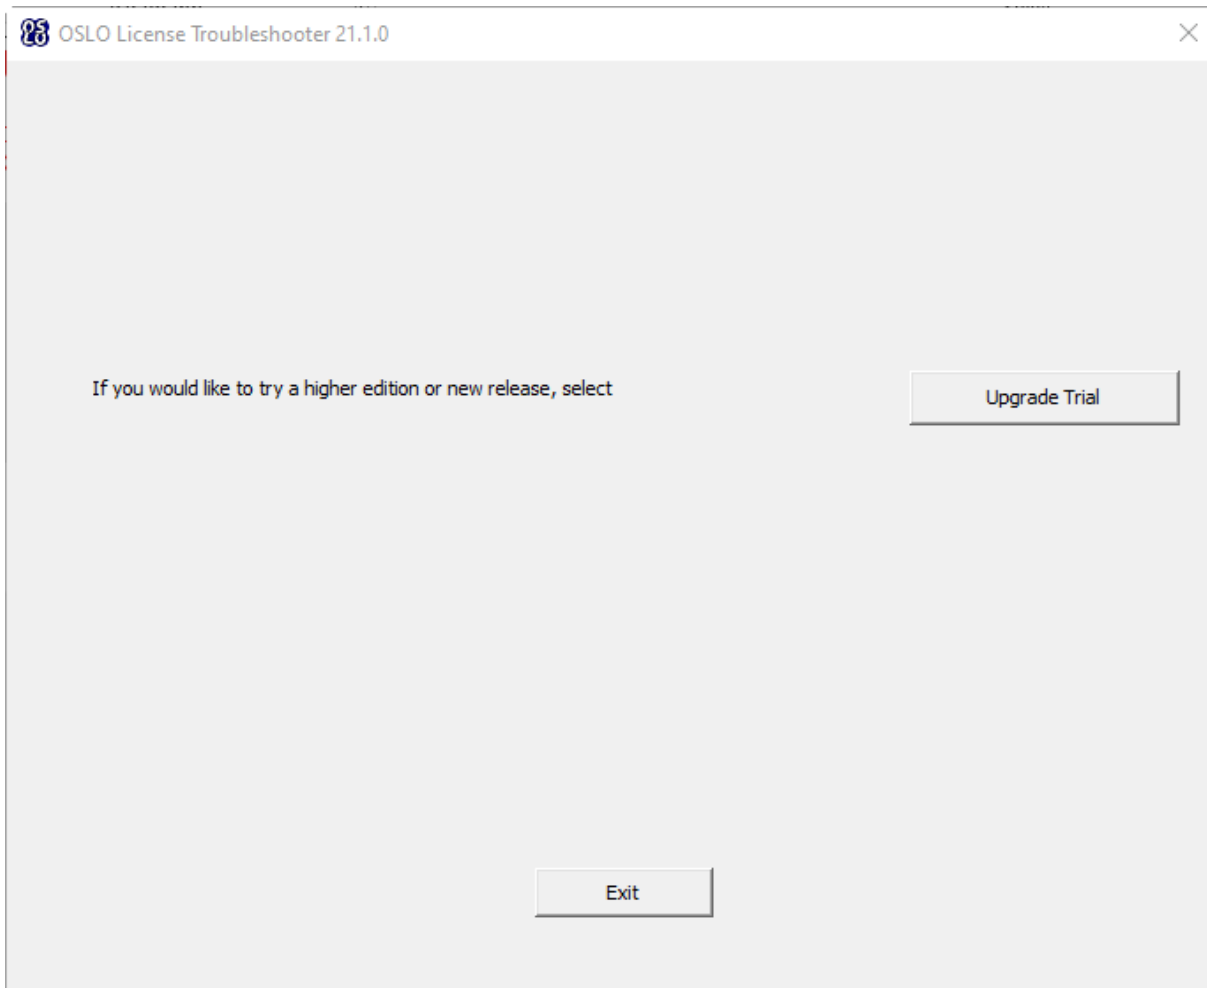 OSLO License Troubleshooter 21.1.0
If you would like to try a higher edition or new release, select
Upgrade Trial
Exit